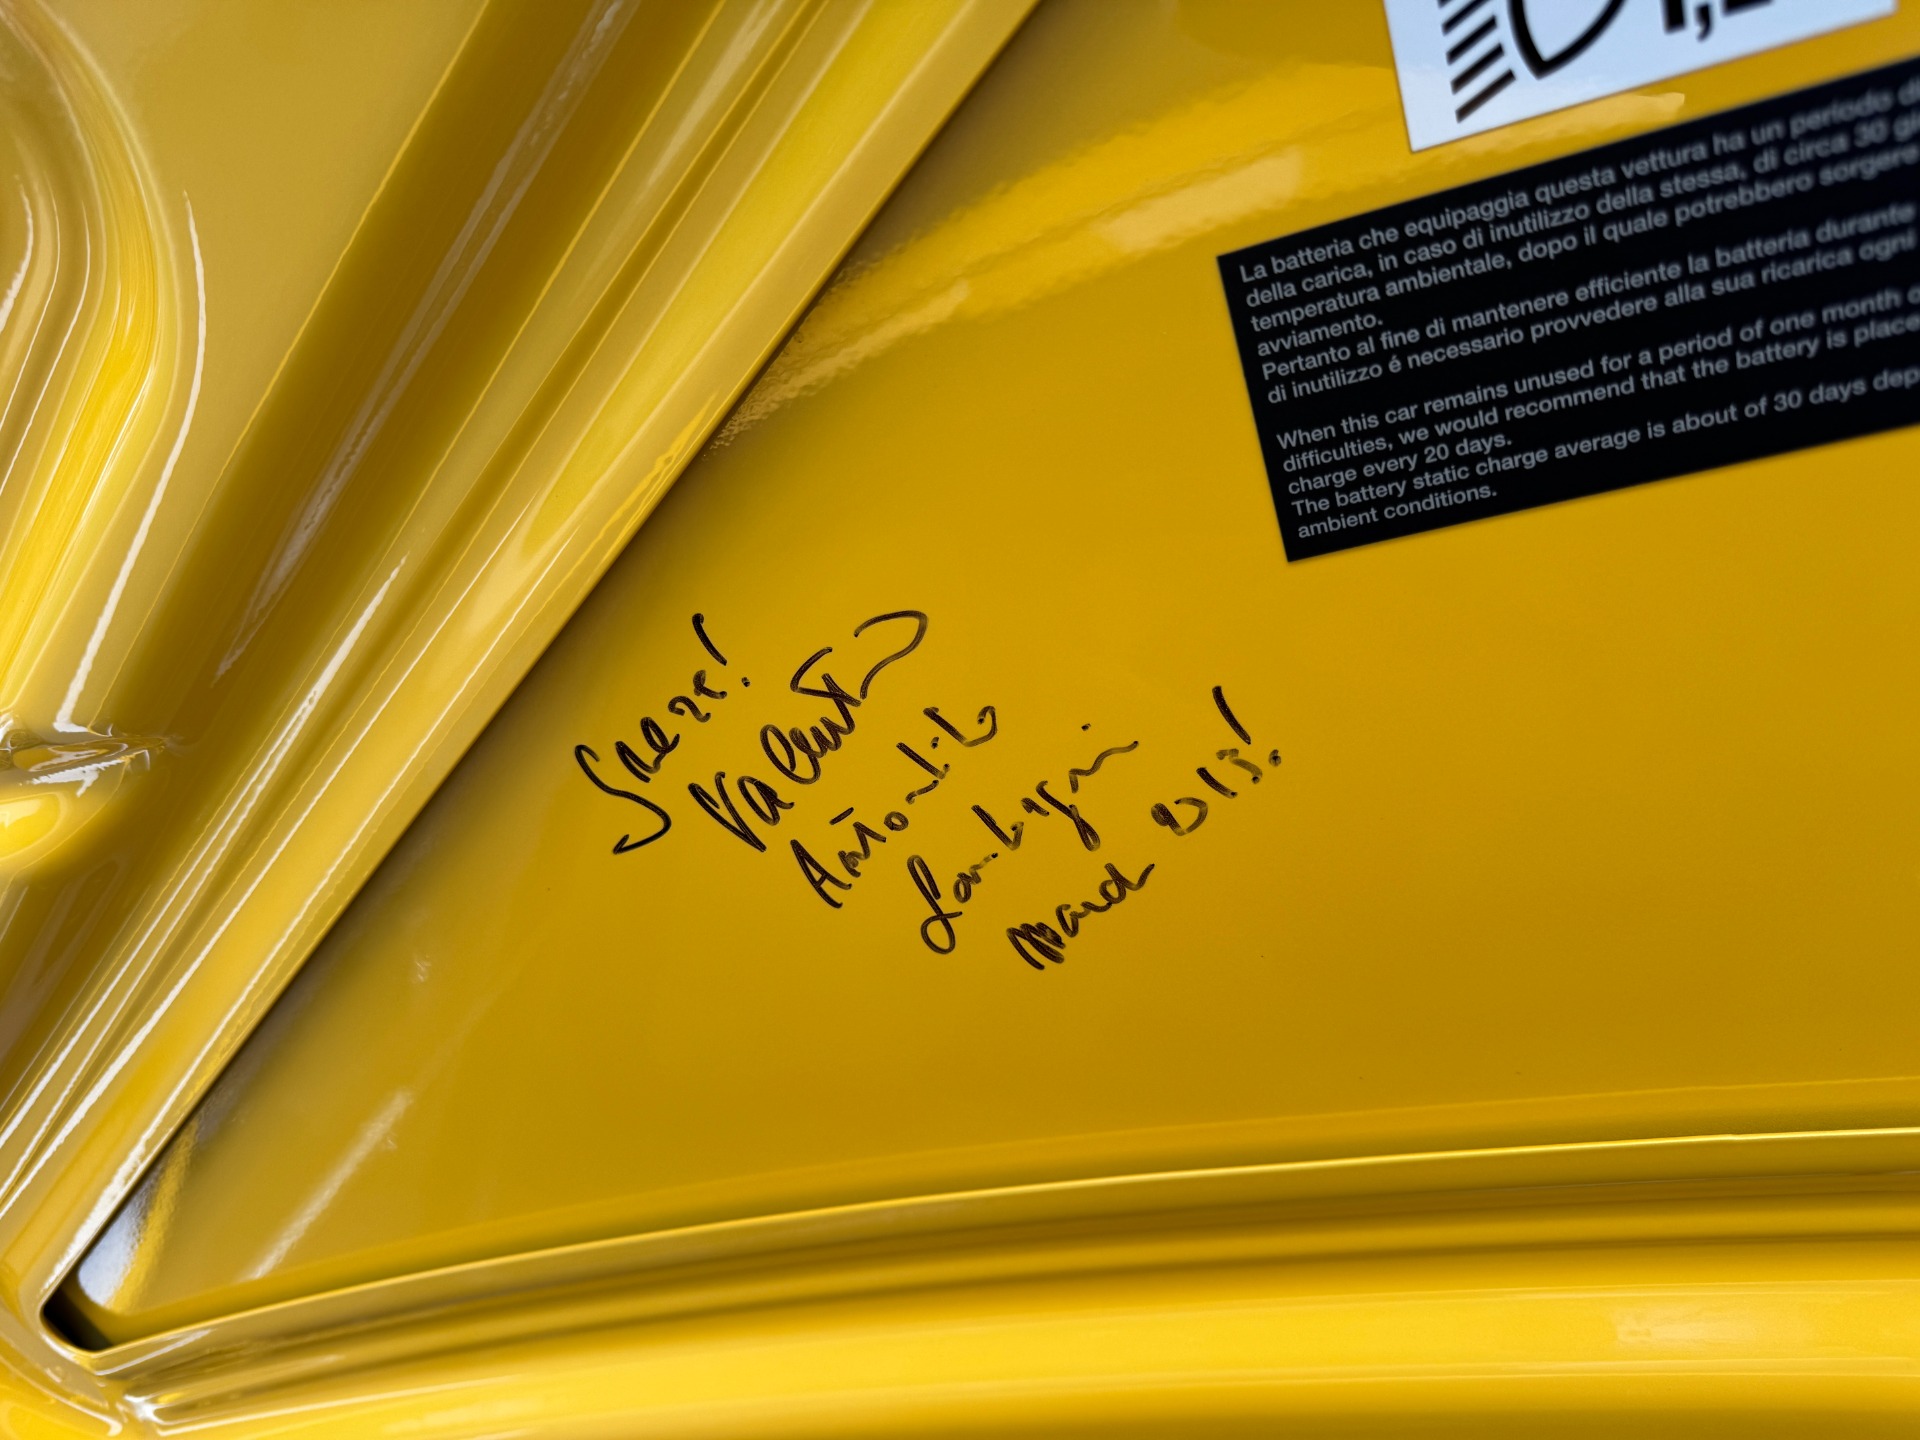 La batteria che equipaggia questa vettura ha un periodo di
della carica, in caso di inutilizzo della stessa, di circa 30
temperatura ambientale, dopo il quale potrebbero sorgere
avviamento.
Pertanto al fine di mantenere efficiente la batteria durante
di inutilizzo é necessario provvedere alla sua ricarica ogni
When this car remains unused for a period of one month
difficulties, we would recommend that the battery is
charge every 20 days.
The battery static charge average is about of 30 days
ambient conditions.
Valentino
Automobili
Lamborghini
March 2013!